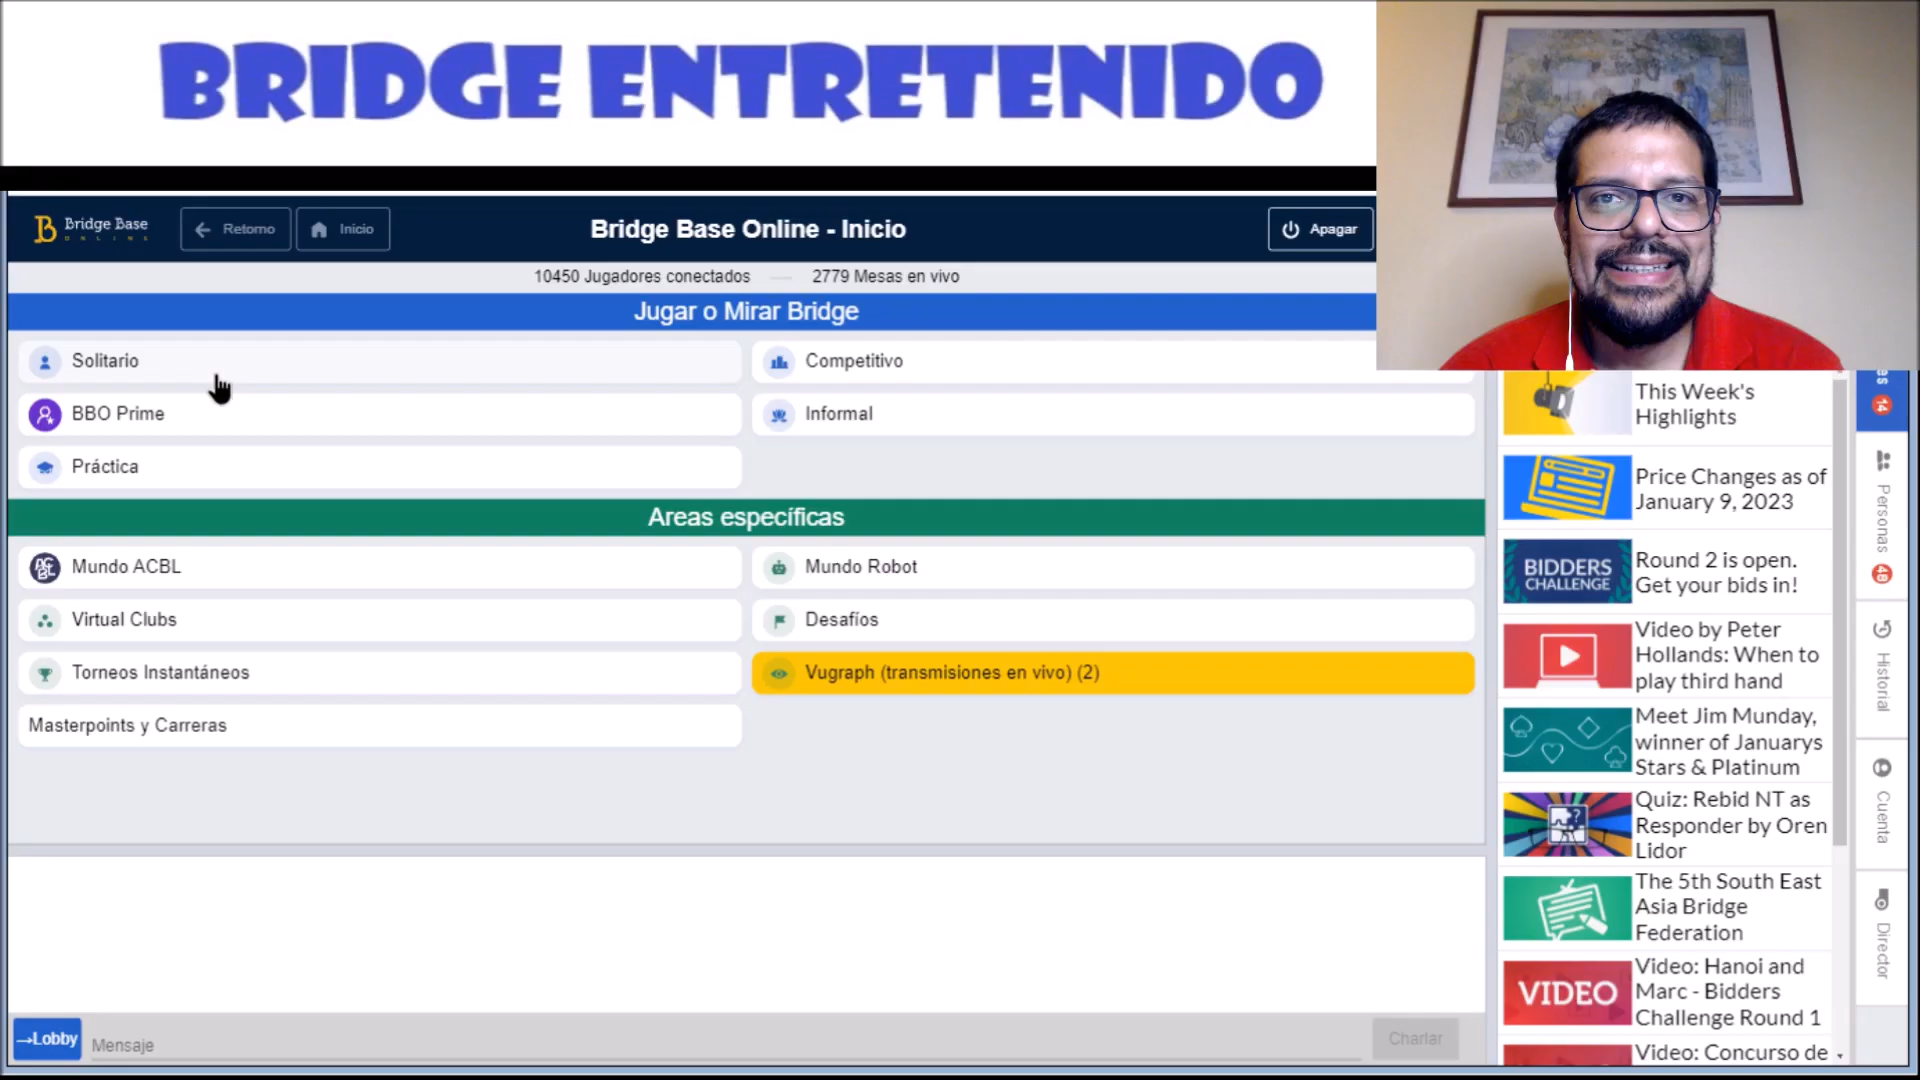 BRIDGE ENTRETENIDO
Bridge Base
ONLINE
Retorno
Inicio
Bridge Base Online - Inicio
Apagar
10450 Jugadores conectados
2779 Mesas en vivo
Jugar o Mirar Bridge
Solitario
Competitivo
BBO Prime
Informal
Práctica
Areas específicas
Mundo ACBL
Mundo Robot
Virtual Clubs
Desafíos
Torneos Instantáneos
Vugraph (transmisiones en vivo) (2)
Masterpoints y Carreras
→Lobby
Mensaje
Charlar
This Week's
Highlights
Price Changes as of
January 9, 2023
BIDDERS
CHALLENGE
Round 2 is open.
Get your bids in!
Video by Peter
Hollands: When to
play third hand
Meet Jim Munday,
winner of Januarys
Stars & Platinum
Quiz: Rebid NT as
Responder by Oren
Lidor
The 5th South East
Asia Bridge
Federation
VIDEO
Video: Hanoi and
Marc - Bidders
Challenge Round 1
Video: Concurso de
es 14
Personas 48
Historial
Cuenta
Director